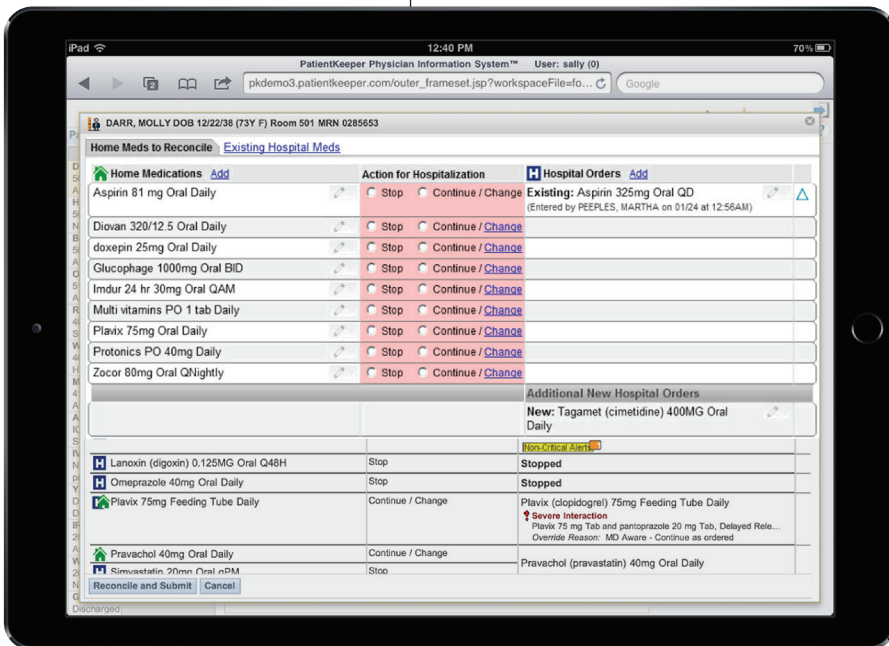 iPad 12:40 PM 70%
PatientKeeper Physician Information System™ User: sally (0)
2 pkdemo3.patientkeeper.com/outer_frameset.jsp?workspaceFile=fo... Google
DARR, MOLLY DOB 12/22/38 (73Y F) Room 501 MRN 0285653
Home Meds to Reconcile Existing Hospital Meds
Home Medications Add Action for Hospitalization H Hospital Orders Add
Aspirin 81 mg Oral Daily Stop Continue / Change Existing: Aspirin 325mg Oral QD
(Entered by PEEPLES, MARTHA on 01/24 at 12:56AM)
Diovan 320/12.5 Oral Daily Stop Continue / Change
doxepin 25mg Oral Daily Stop Continue / Change
Glucophage 1000mg Oral BID Stop Continue / Change
Imdur 24 hr 30mg Oral QAM Stop Continue / Change
Multi vitamins PO 1 tab Daily Stop Continue / Change
Plavix 75mg Oral Daily Stop Continue / Change
Protonics PO 40mg Daily Stop Continue / Change
Zocor 80mg Oral QNightly Stop Continue / Change
Additional New Hospital Orders
New: Tagamet (cimetidine) 400MG Oral
Daily
Non-Critical Alerts
H Lanoxin (digoxin) 0.125MG Oral Q48H Stop Stopped
H Omeprazole 40mg Oral Daily Stop Stopped
Plavix 75mg Feeding Tube Daily Continue / Change Plavix (clopidogrel) 75mg Feeding Tube Daily
Severe Interaction
Plavix 75 mg Tab and pantoprazole 20 mg Tab, Delayed Rele...
Override Reason: MD Aware - Continue as ordered
Pravachol 40mg Oral Daily Continue / Change Pravachol (pravastatin) 40mg Oral Daily
H Simvastatin 20mg Oral qPM Stop
Reconcile and Submit Cancel
Discharged